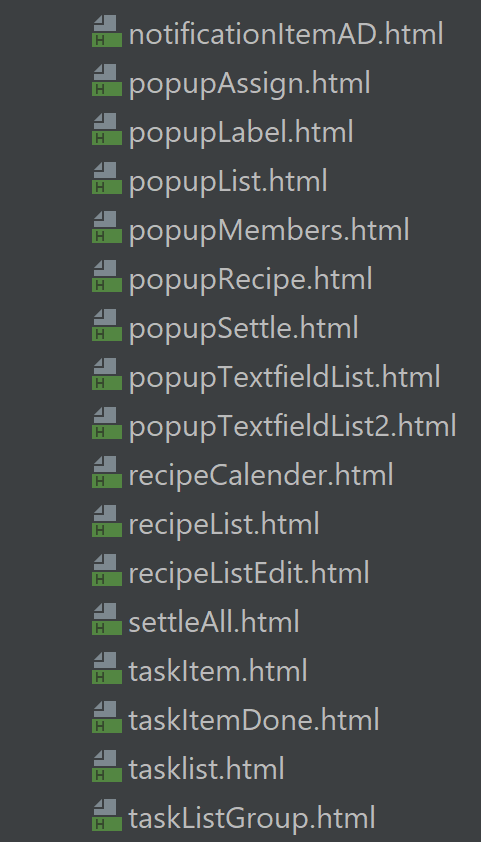 notificationItemAD.html
popupAssign.html
popupLabel.html
popupList.html
popupMembers.html
popupRecipe.html
popupSettle.html
popupTextfieldList.html
popupTextfieldList2.html
recipeCalender.html
recipeList.html
recipeListEdit.html
settleAll.html
taskItem.html
taskItemDone.html
tasklist.html
taskListGroup.html